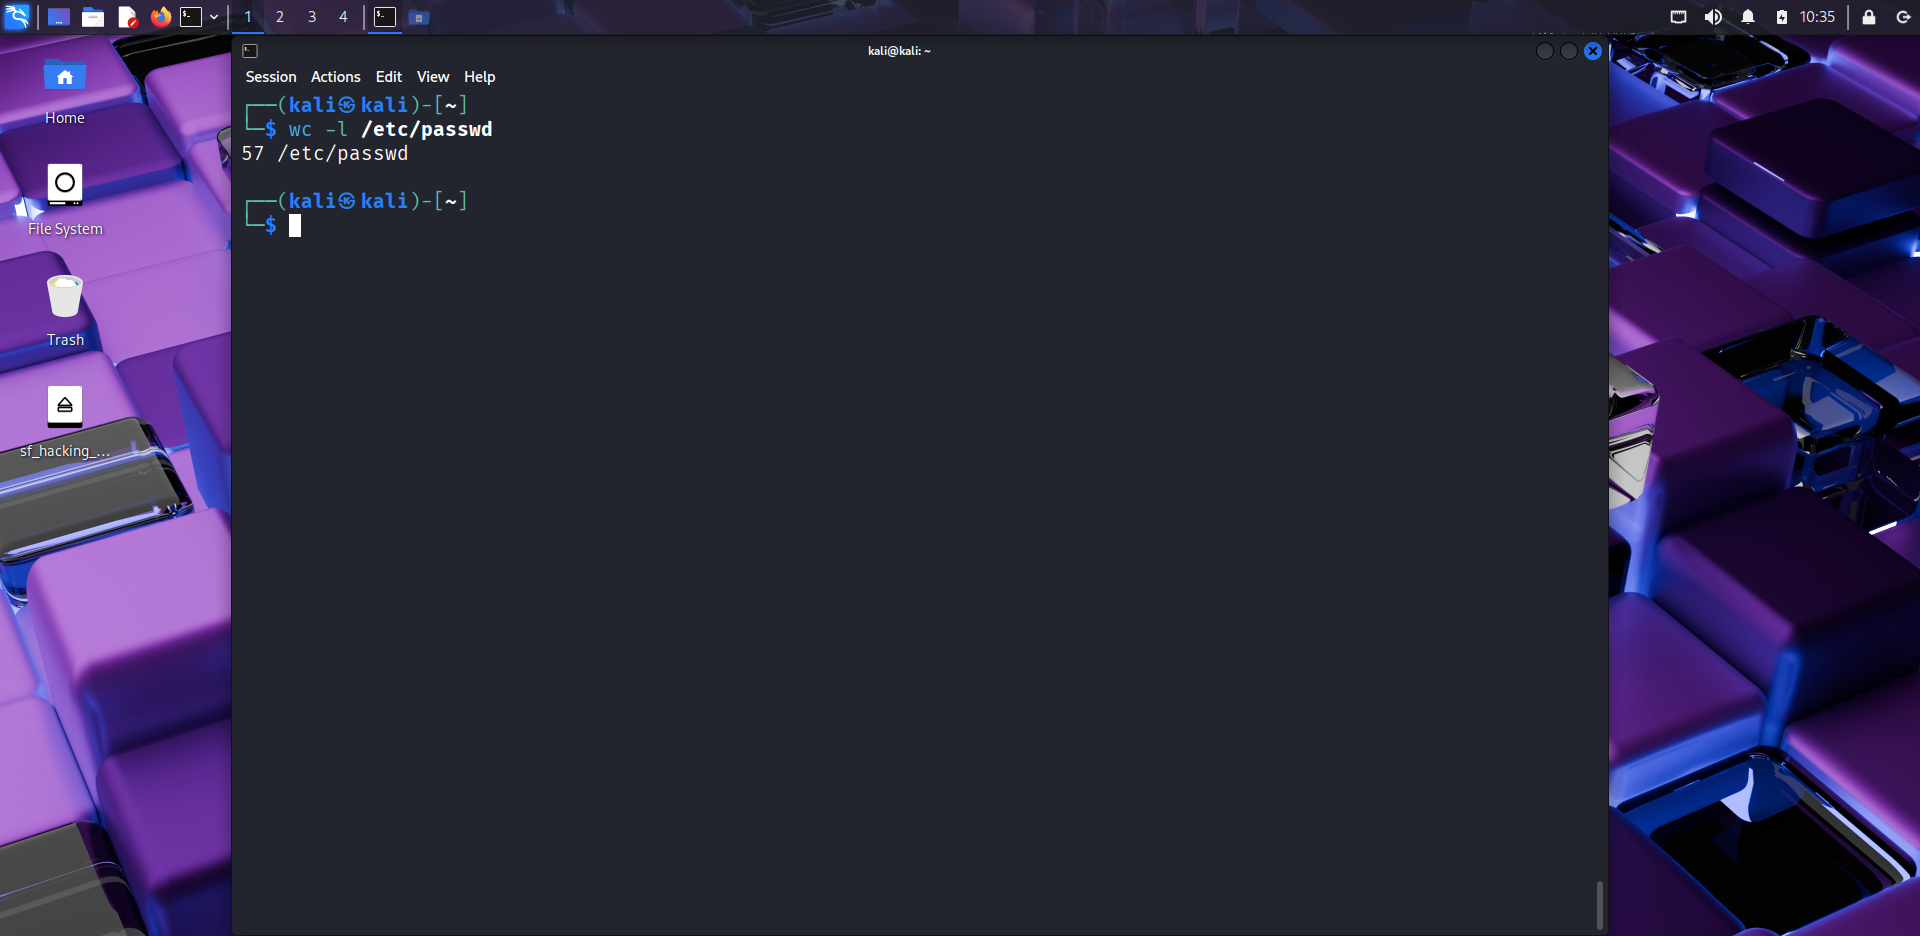 1 2 3 4 10:35
kali@kali: ~
Session Actions Edit View Help
┌──(kali㉿kali)-[~]
└─$ wc -l /etc/passwd
57 /etc/passwd
┌──(kali㉿kali)-[~]
└─$
Home
File System
Trash
sf_hacking_...